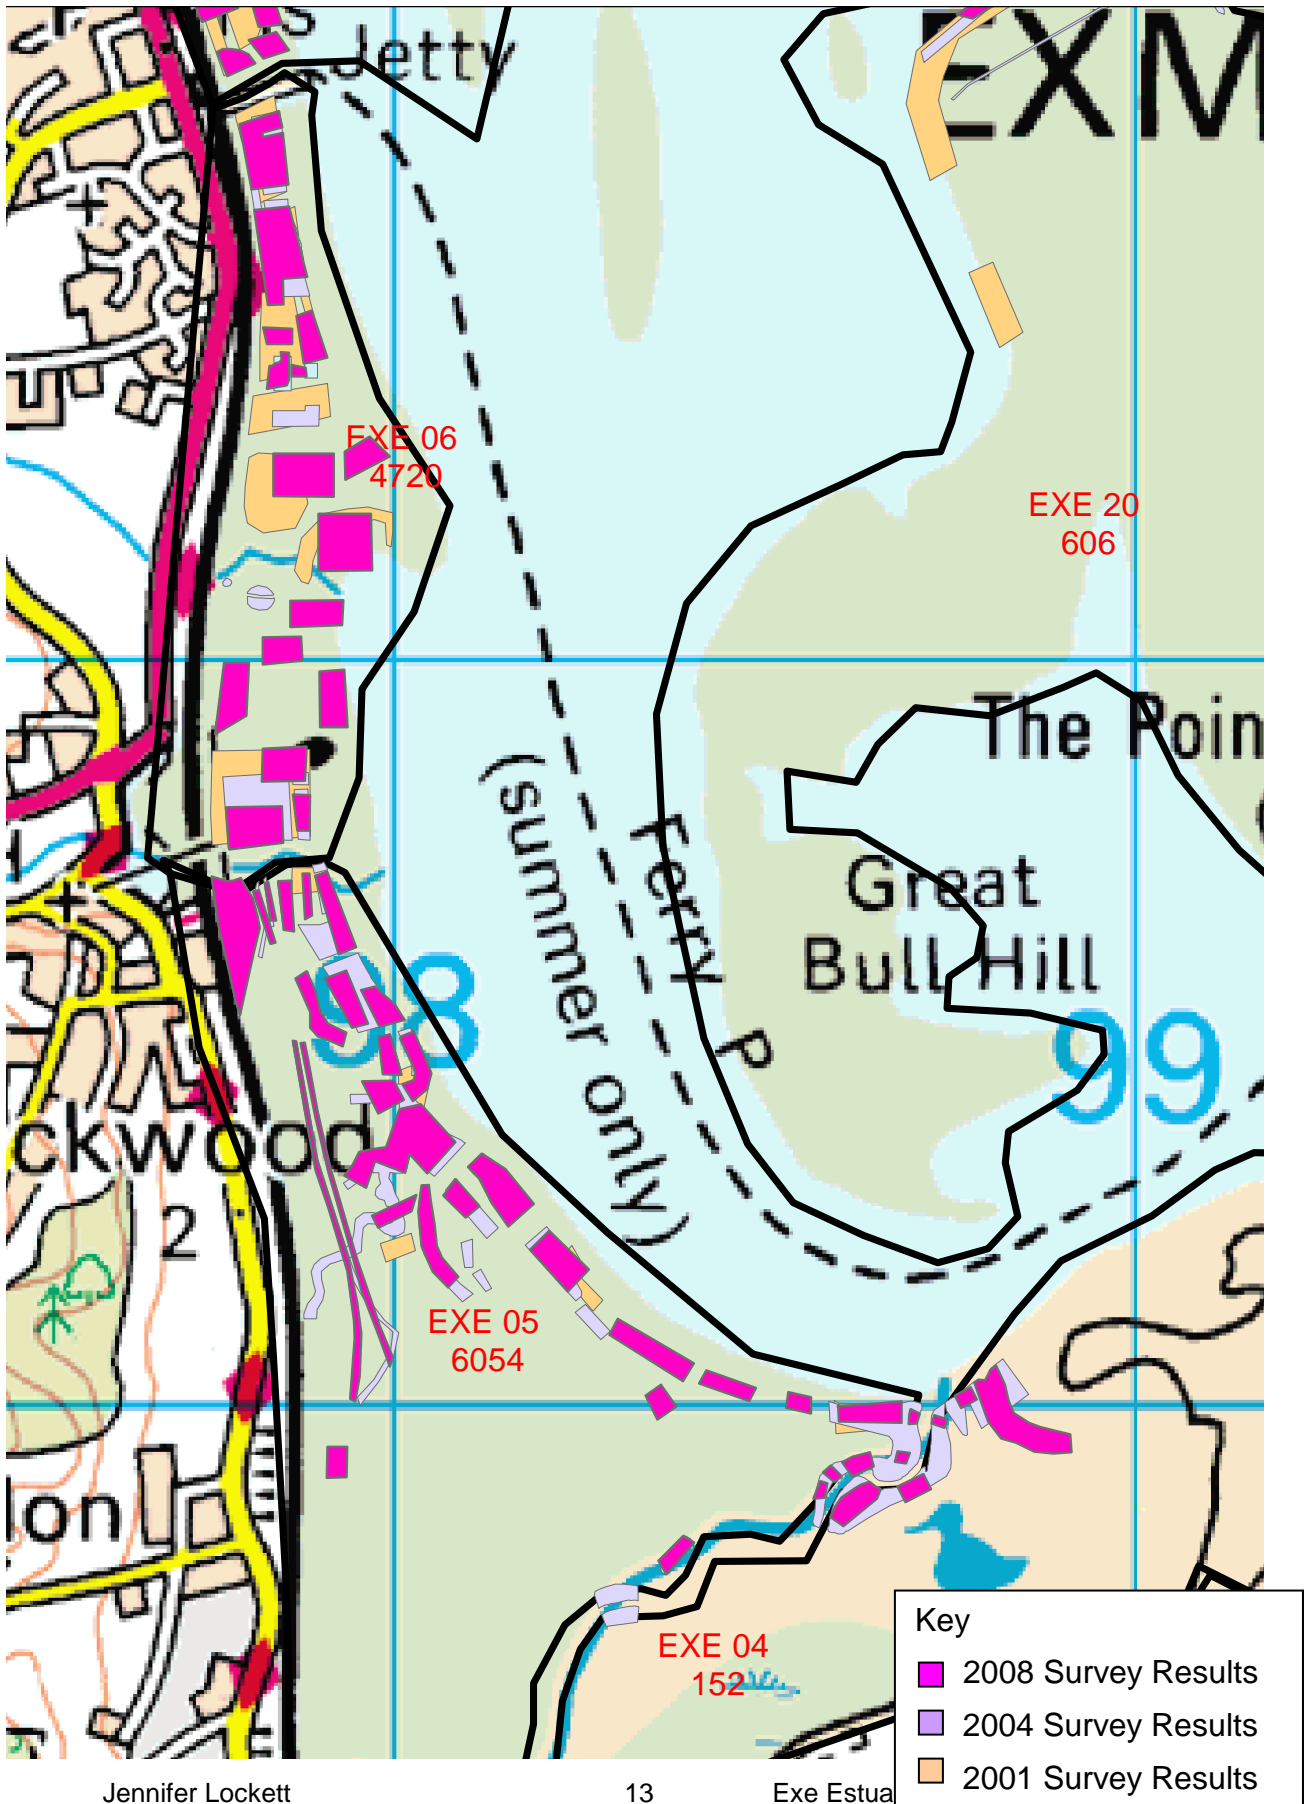 Jetty
EXM
EXE 06
4720
EXE 20
606
The Poin
(summer only)
Ferry P
Great
Bull Hill
98
99
ckwood
2
EXE 05
6054
lon
EXE 04
152
Key
2008 Survey Results
2004 Survey Results
2001 Survey Results
Jennifer Lockett
13
Exe Estua